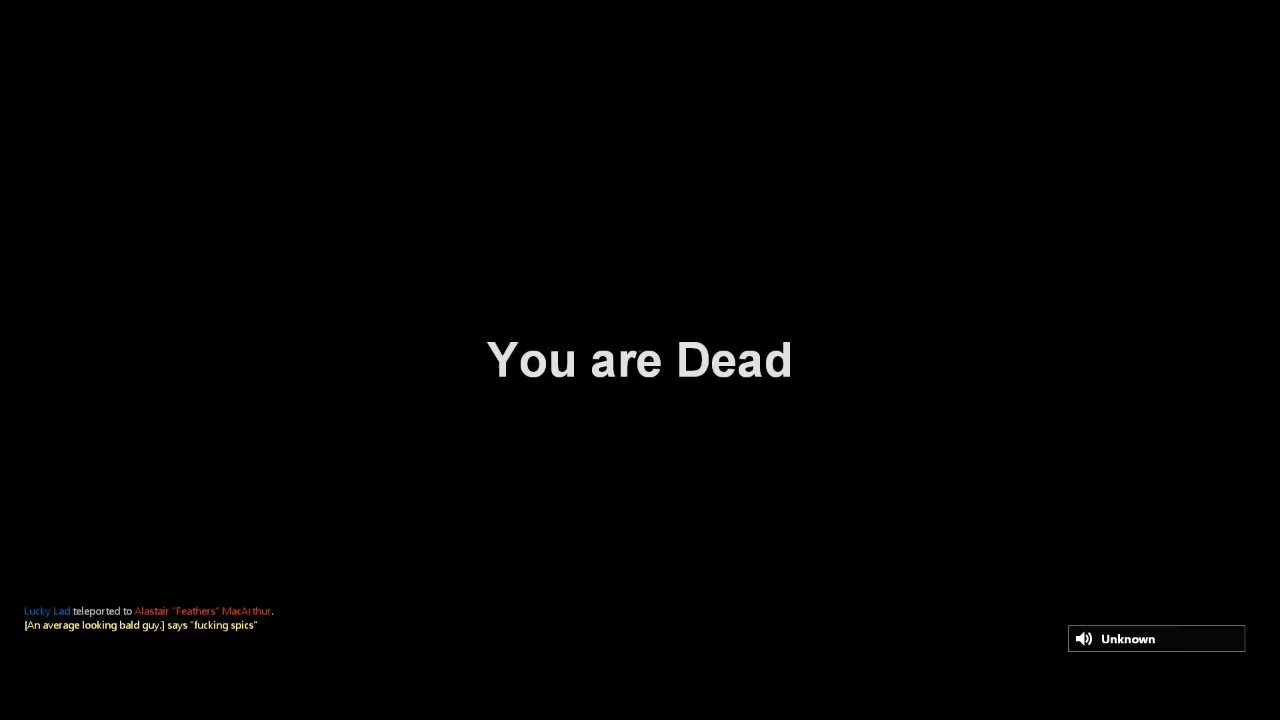 You are Dead
Lucky Lad teleported to Alastair "Feathers" MacArthur.
[An average looking bald guy.] says "fucking spics"
Unknown